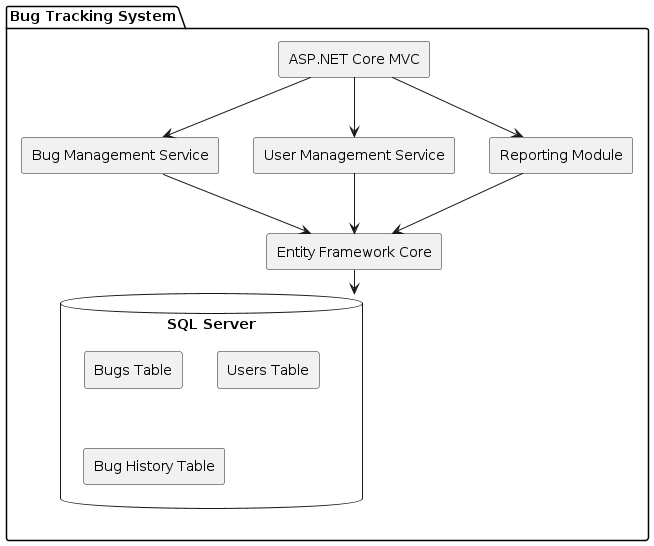 Bug Tracking System
ASP.NET Core MVC
Bug Management Service
User Management Service
Reporting Module
Entity Framework Core
SQL Server
Bugs Table
Users Table
Bug History Table